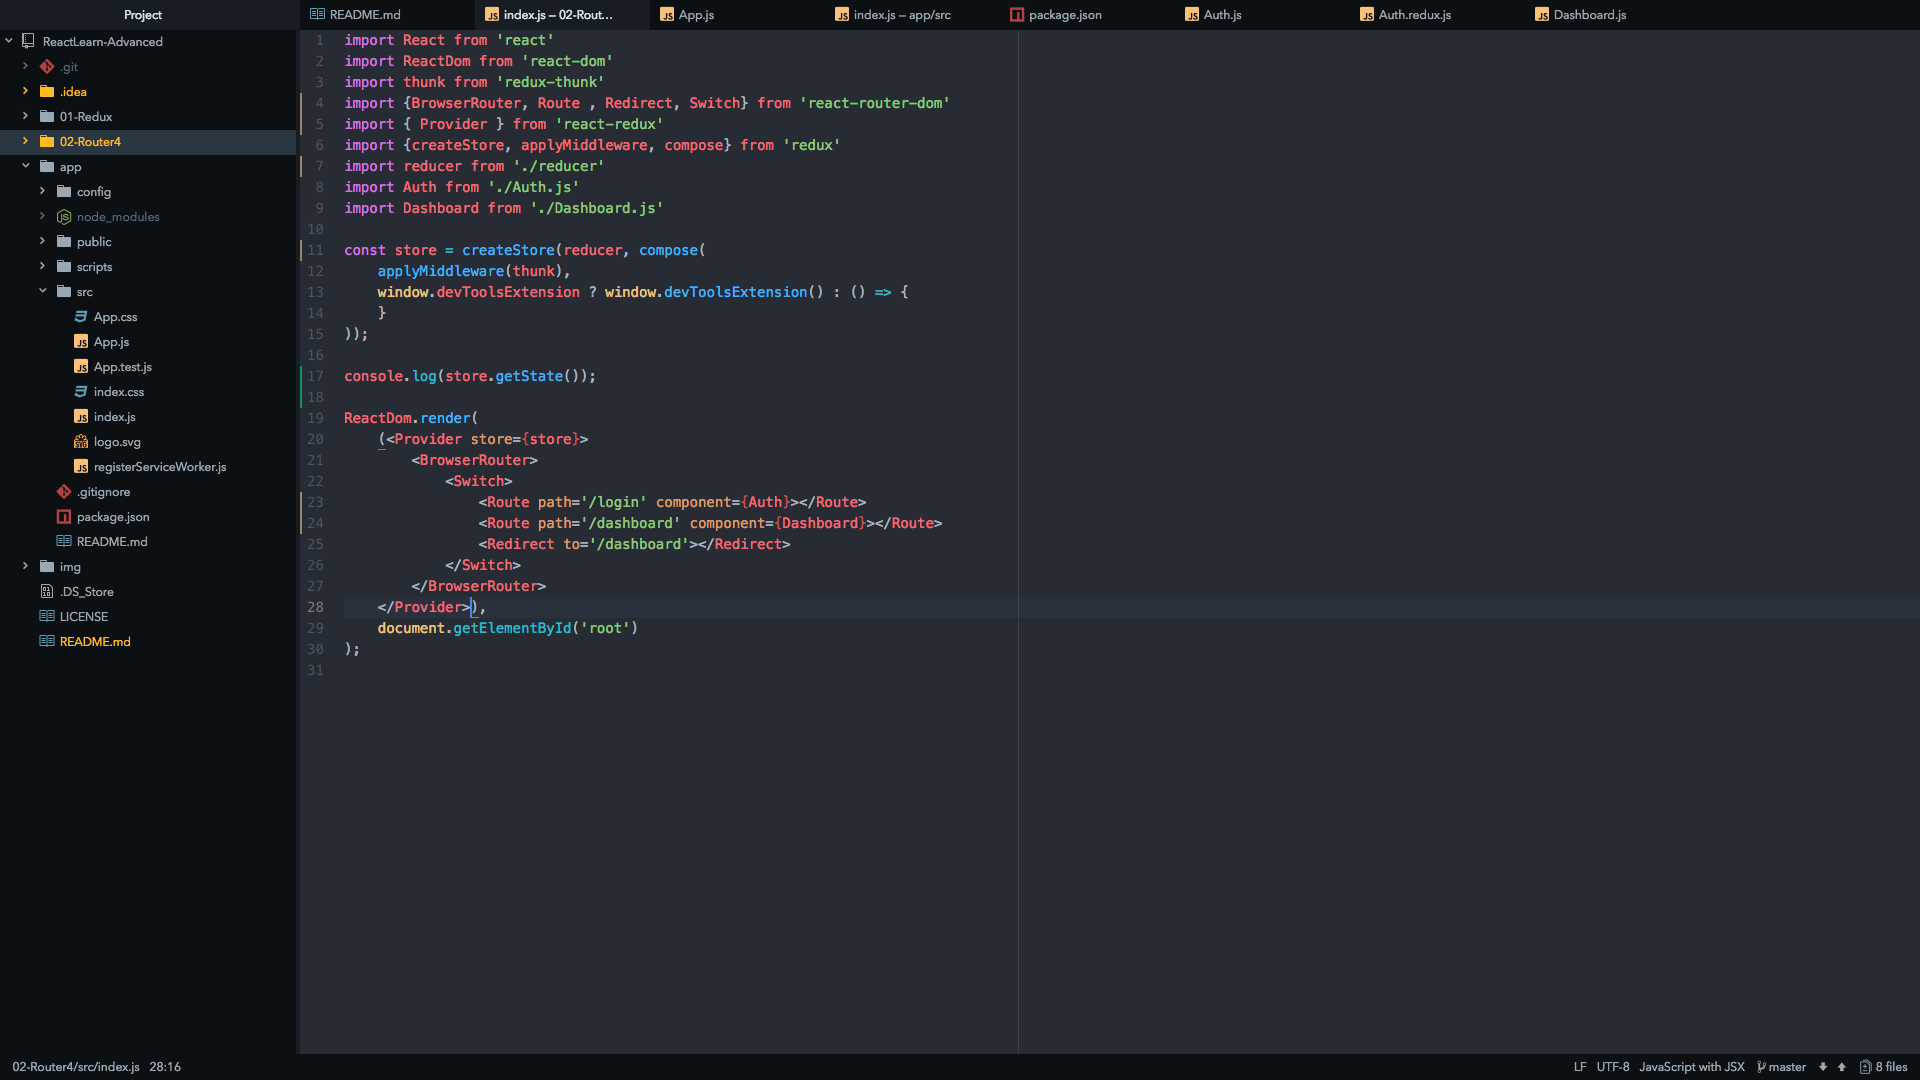 Project
README.md
index.js – 02-Rout...
App.js
index.js – app/src
package.json
Auth.js
Auth.redux.js
Dashboard.js
ReactLearn-Advanced
.git
.idea
01-Redux
02-Router4
app
config
node_modules
public
scripts
src
App.css
App.js
App.test.js
index.css
index.js
logo.svg
registerServiceWorker.js
.gitignore
package.json
README.md
img
.DS_Store
LICENSE
README.md
1 import React from 'react'
2 import ReactDom from 'react-dom'
3 import thunk from 'redux-thunk'
4 import {BrowserRouter, Route , Redirect, Switch} from 'react-router-dom'
5 import { Provider } from 'react-redux'
6 import {createStore, applyMiddleware, compose} from 'redux'
7 import reducer from './reducer'
8 import Auth from './Auth.js'
9 import Dashboard from './Dashboard.js'
10
11 const store = createStore(reducer, compose(
12     applyMiddleware(thunk),
13     window.devToolsExtension ? window.devToolsExtension() : () => {
14     }
15 ));
16
17 console.log(store.getState());
18
19 ReactDom.render(
20     (<Provider store={store}>
21         <BrowserRouter>
22             <Switch>
23                 <Route path='/login' component={Auth}></Route>
24                 <Route path='/dashboard' component={Dashboard}></Route>
25                 <Redirect to='/dashboard'></Redirect>
26             </Switch>
27         </BrowserRouter>
28     </Provider>),
29     document.getElementById('root')
30 );
31
02-Router4/src/index.js 28:16
LF UTF-8 JavaScript with JSX master 8 files